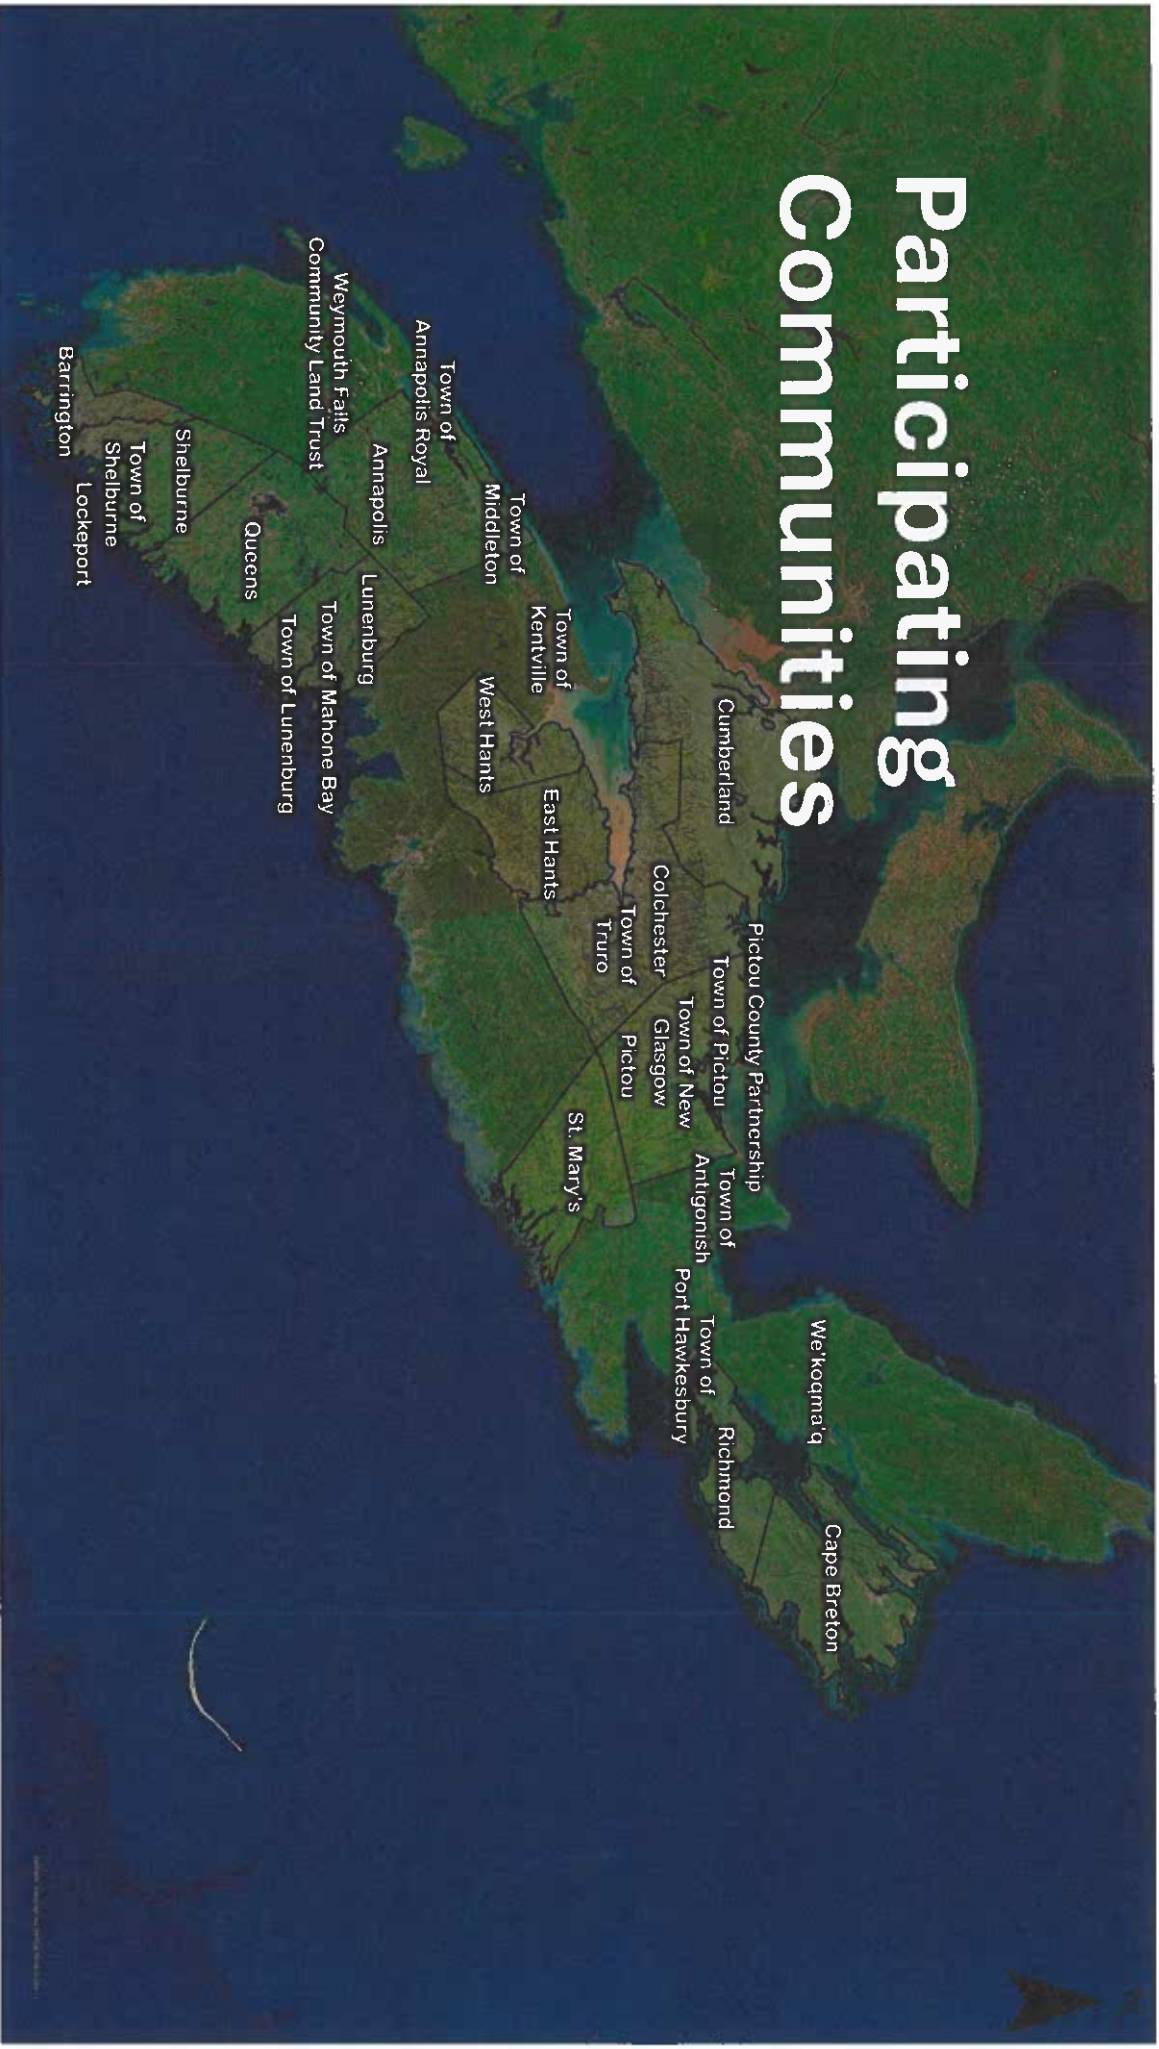 Participating
Communities
We'koqma'q
Cape Breton
Cumberland
Pictou County Partnership
Town of Pictou
Town of
Antigonish
Town of
Port Hawkesbury
Richmond
Colchester
Town of New
Glasgow
Town of
Truro
Pictou
St. Mary's
Town of
Kentville
East Hants
West Hants
Town of
Middleton
Town of
Annapolis Royal
Annapolis
Lunenburg
Weymouth Falls
Community Land Trust
Town of Mahone Bay
Town of Lunenburg
Queens
Shelburne
Town of
Shelburne
Lockeport
Barrington